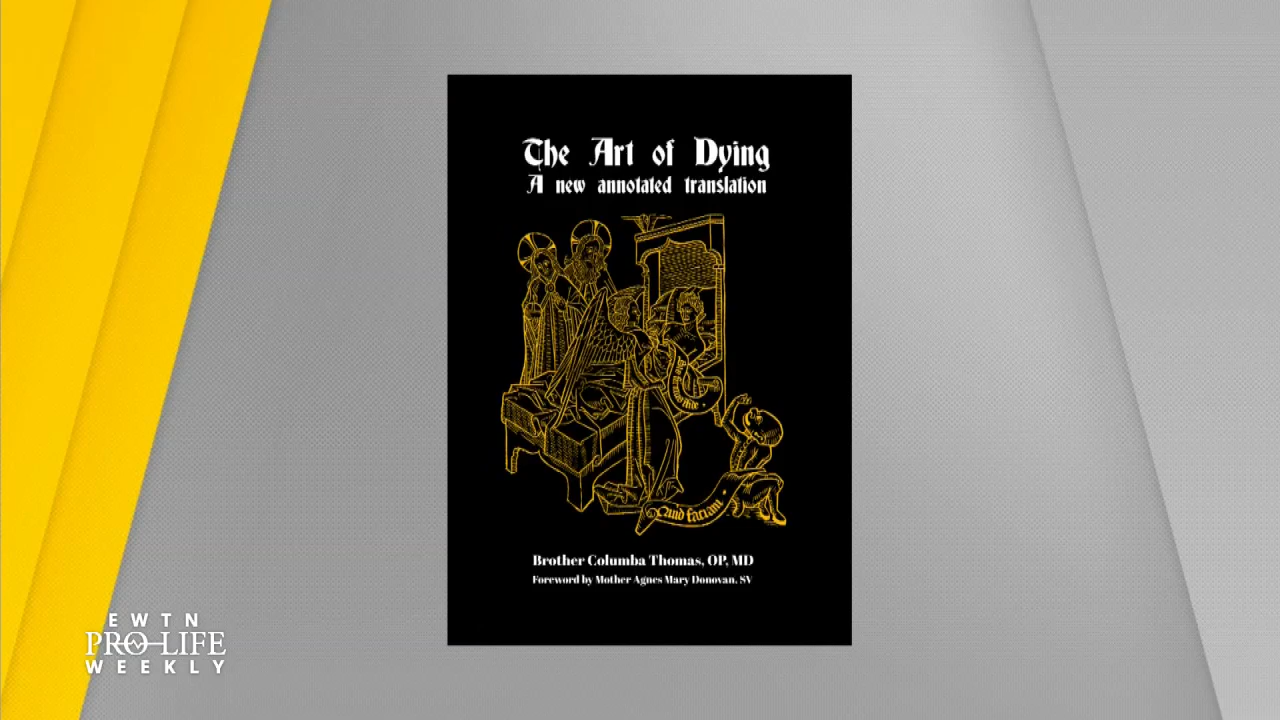 The Art of Dying
A new annotated translation
Quid faciam
Brother Columba Thomas, OP, MD
Foreword by Mother Agnes Mary Donovan, SV
EWTN
PRO-LIFE
WEEKLY